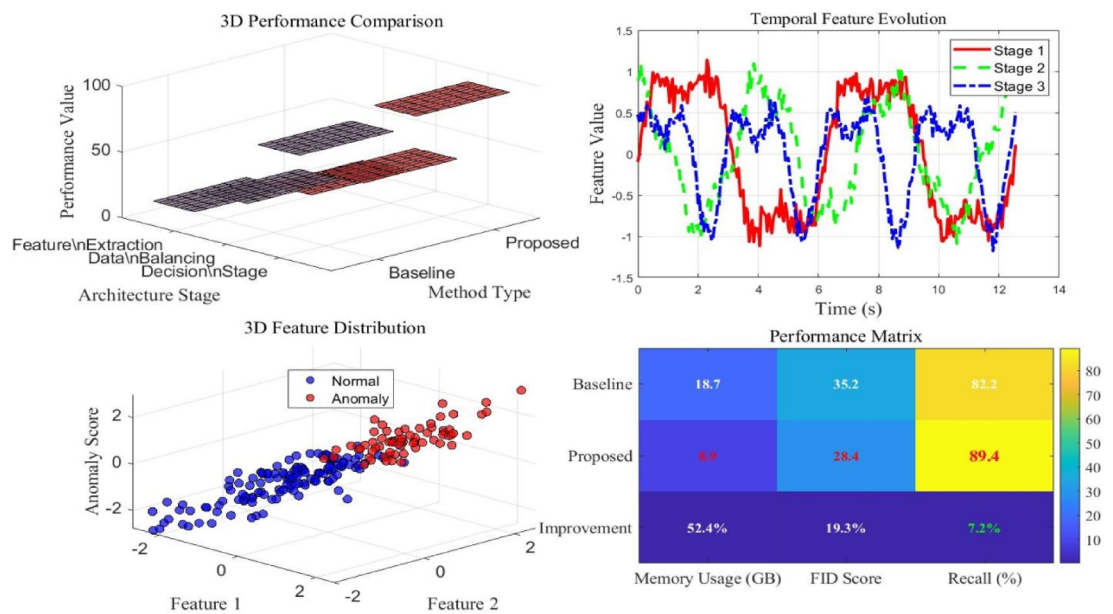 3D Performance Comparison
100
50
0
Performance Value
Feature\nExtraction
Data\nBalancing
Decision\nStage
Architecture Stage
Baseline
Proposed
Method Type
Temporal Feature Evolution
1.5
1
0.5
0
-0.5
-1
-1.5
Feature Value
Stage 1
Stage 2
Stage 3
0 2 4 6 8 10 12 14
Time (s)
3D Feature Distribution
Normal
Anomaly
2
0
-2
Anomaly Score
-2 0 2
Feature 1
-2 0 2
Feature 2
Performance Matrix
Baseline 18.7 35.2 82.2
Proposed 8.9 28.4 89.4
Improvement 52.4% 19.3% 7.2%
Memory Usage (GB) FID Score Recall (%)
80
70
60
50
40
30
20
10